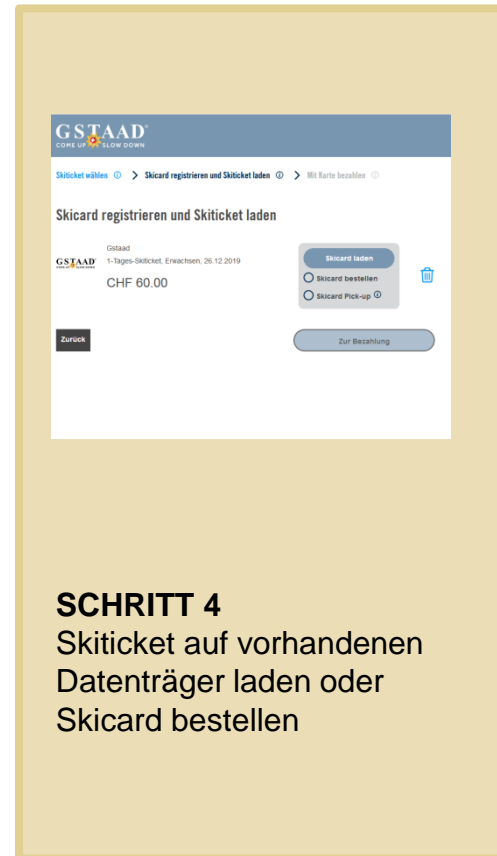 GSTAAD
COME UP SLOW DOWN
Skiticket wählen > Skicard registrieren und Skiticket laden > Mit Karte bezahlen
Skicard registrieren und Skiticket laden
Gstaad
GSTAAD 1-Tages-Skiticket, Erwachsen, 26.12.2019
CHF 60.00
Skicard laden
Skicard bestellen
Skicard Pick-up
Zurück
Zur Bezahlung
SCHRITT 4
Skiticket auf vorhandenen
Datenträger laden oder
Skicard bestellen